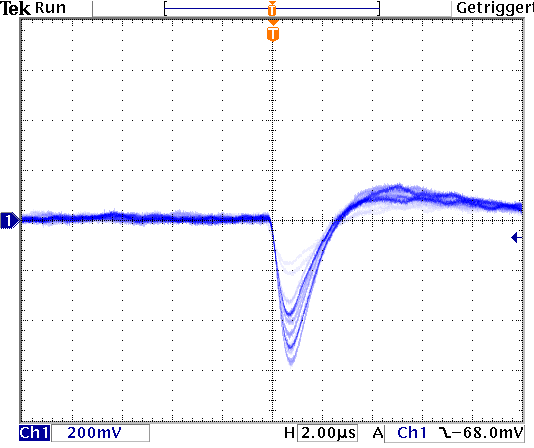 Tek Run Getriggert
T
T
1
Ch1 200mV H 2.00µs A Ch1 -68.0mV